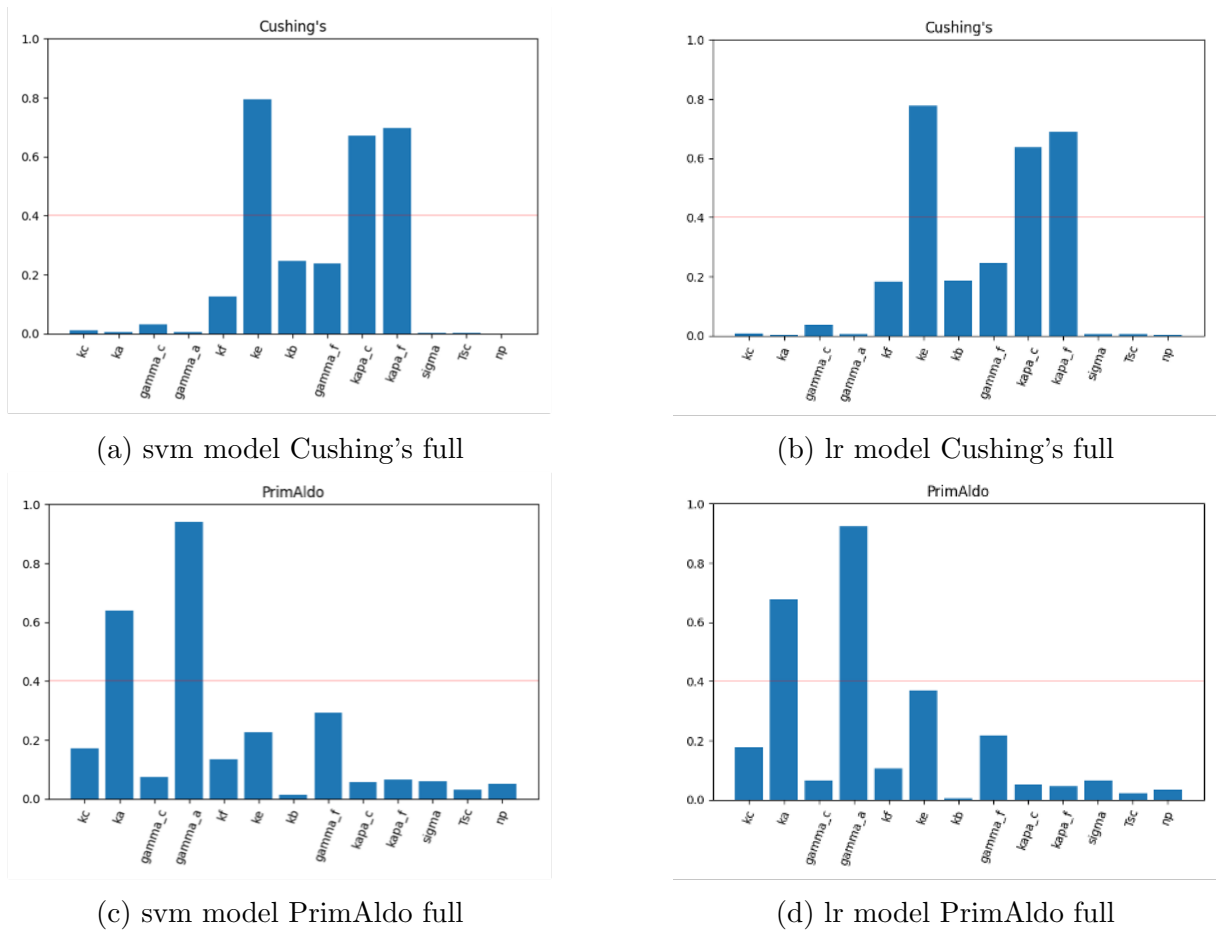 Cushing's
1.0
0.8
0.6
0.4
0.2
0.0
kc
ka
gamma_c
gamma_a
kf
ke
kb
gamma_f
kapa_c
kapa_f
sigma
Tsc
np
(a) svm model Cushing’s full
Cushing's
1.0
0.8
0.6
0.4
0.2
0.0
kc
ka
gamma_c
gamma_a
kf
ke
kb
gamma_f
kapa_c
kapa_f
sigma
Tsc
np
(b) lr model Cushing’s full
PrimAldo
1.0
0.8
0.6
0.4
0.2
0.0
kc
ka
gamma_c
gamma_a
kf
ke
kb
gamma_f
kapa_c
kapa_f
sigma
Tsc
np
(c) svm model PrimAldo full
PrimAldo
1.0
0.8
0.6
0.4
0.2
0.0
kc
ka
gamma_c
gamma_a
kf
ke
kb
gamma_f
kapa_c
kapa_f
sigma
Tsc
np
(d) lr model PrimAldo full